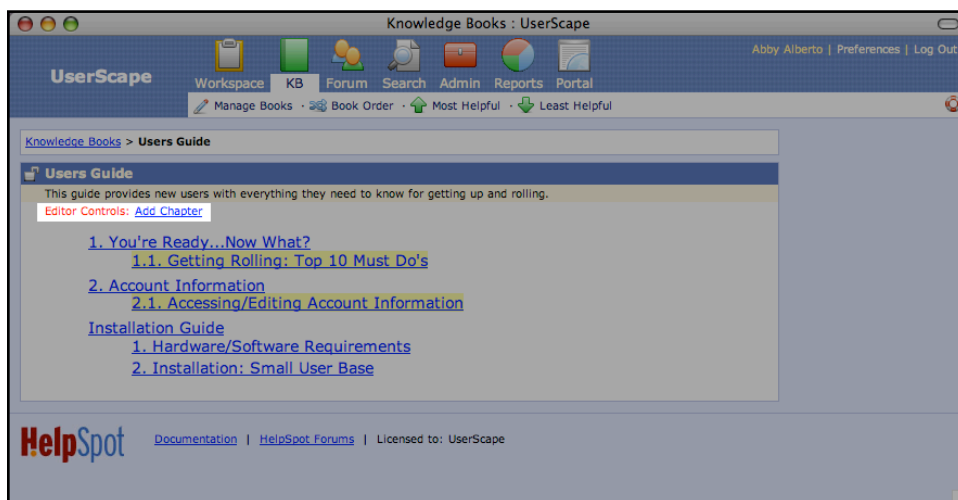 Knowledge Books : UserScape
Abby Alberto | Preferences | Log Out
UserScape
Workspace KB Forum Search Admin Reports Portal
Manage Books · Book Order · Most Helpful · Least Helpful
Knowledge Books > Users Guide
Users Guide
This guide provides new users with everything they need to know for getting up and rolling.
Editor Controls: Add Chapter
1. You're Ready...Now What?
1.1. Getting Rolling: Top 10 Must Do's
2. Account Information
2.1. Accessing/Editing Account Information
Installation Guide
1. Hardware/Software Requirements
2. Installation: Small User Base
HelpSpot
Documentation | HelpSpot Forums | Licensed to: UserScape